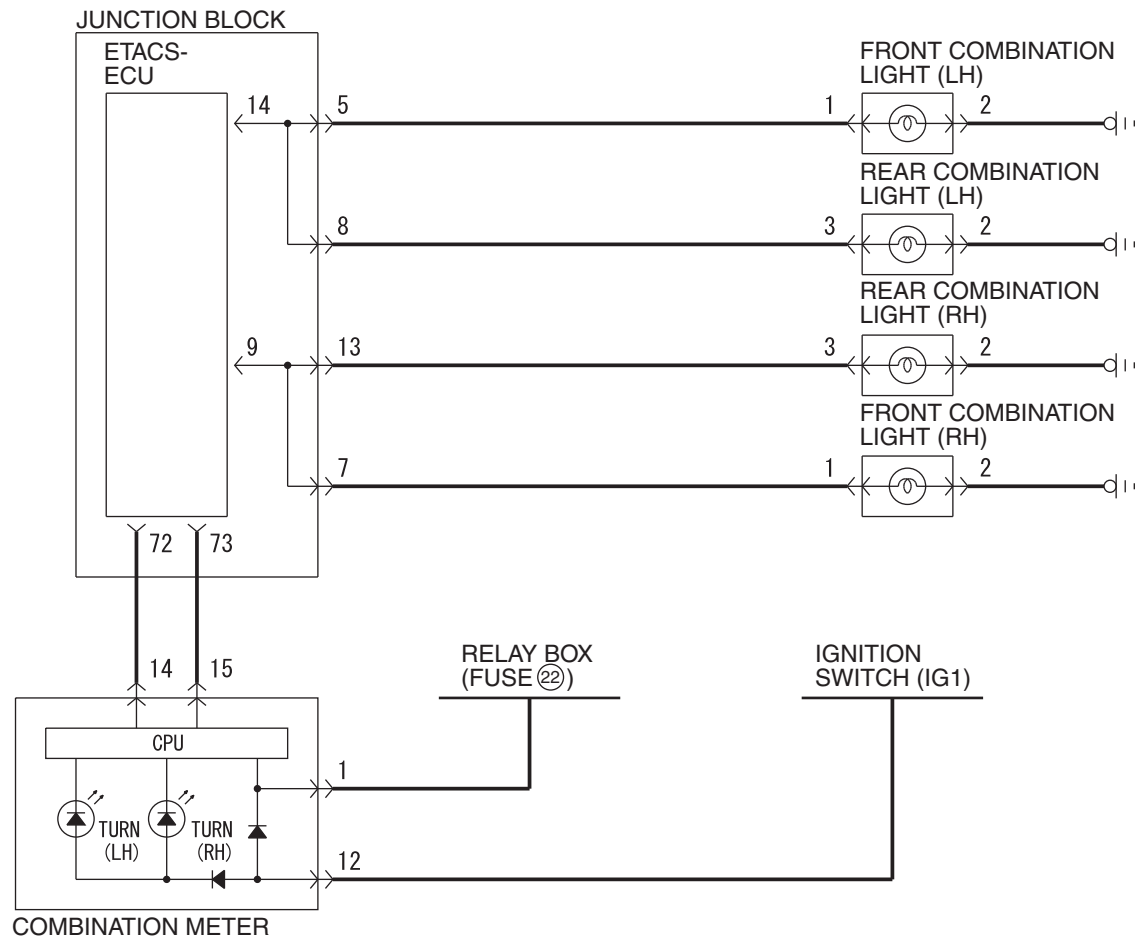 JUNCTION BLOCK
ETACS-
ECU
FRONT COMBINATION
LIGHT (LH)
14
5
1
2
REAR COMBINATION
LIGHT (LH)
8
3
2
REAR COMBINATION
LIGHT (RH)
9
13
3
2
FRONT COMBINATION
LIGHT (RH)
7
1
2
72
73
14
15
RELAY BOX
(FUSE 22)
IGNITION
SWITCH (IG1)
CPU
1
TURN
(LH)
TURN
(RH)
12
COMBINATION METER